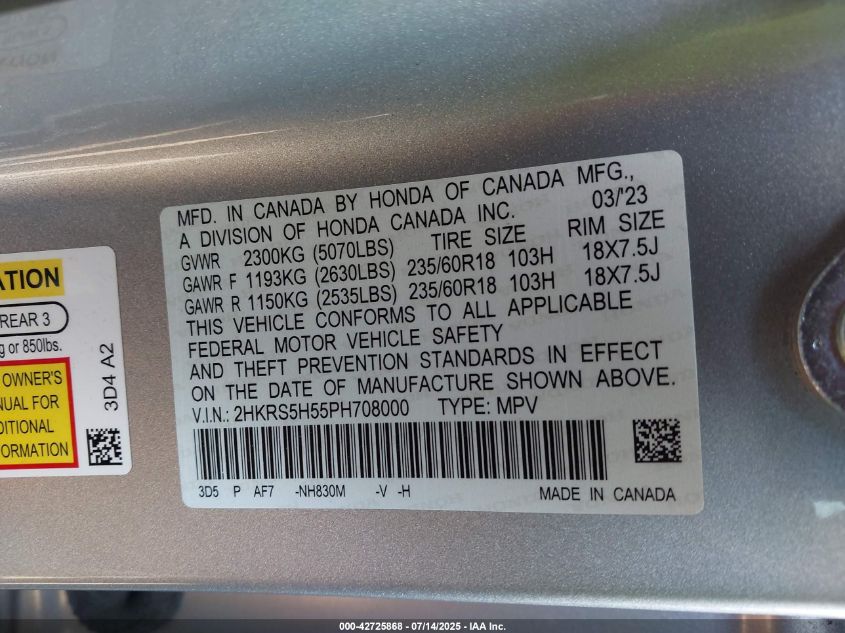 ATION
REAR 3
g or 850lbs.
OWNER'S
NUAL FOR
DITIONAL
FORMATION
3D4 A2
MFD. IN CANADA BY HONDA OF CANADA MFG.,
A DIVISION OF HONDA CANADA INC. 03/'23
GVWR 2300KG (5070LBS) TIRE SIZE RIM SIZE
GAWR F 1193KG (2630LBS) 235/60R18 103H 18X7.5J
GAWR R 1150KG (2535LBS) 235/60R18 103H 18X7.5J
THIS VEHICLE CONFORMS TO ALL APPLICABLE
FEDERAL MOTOR VEHICLE SAFETY
AND THEFT PREVENTION STANDARDS IN EFFECT
ON THE DATE OF MANUFACTURE SHOWN ABOVE.
V.I.N.: 2HKRS5H55PH708000 TYPE: MPV
3D5 P AF7 -NH830M -V -H MADE IN CANADA
000-42725868 - 07/14/2025 - IAA Inc.